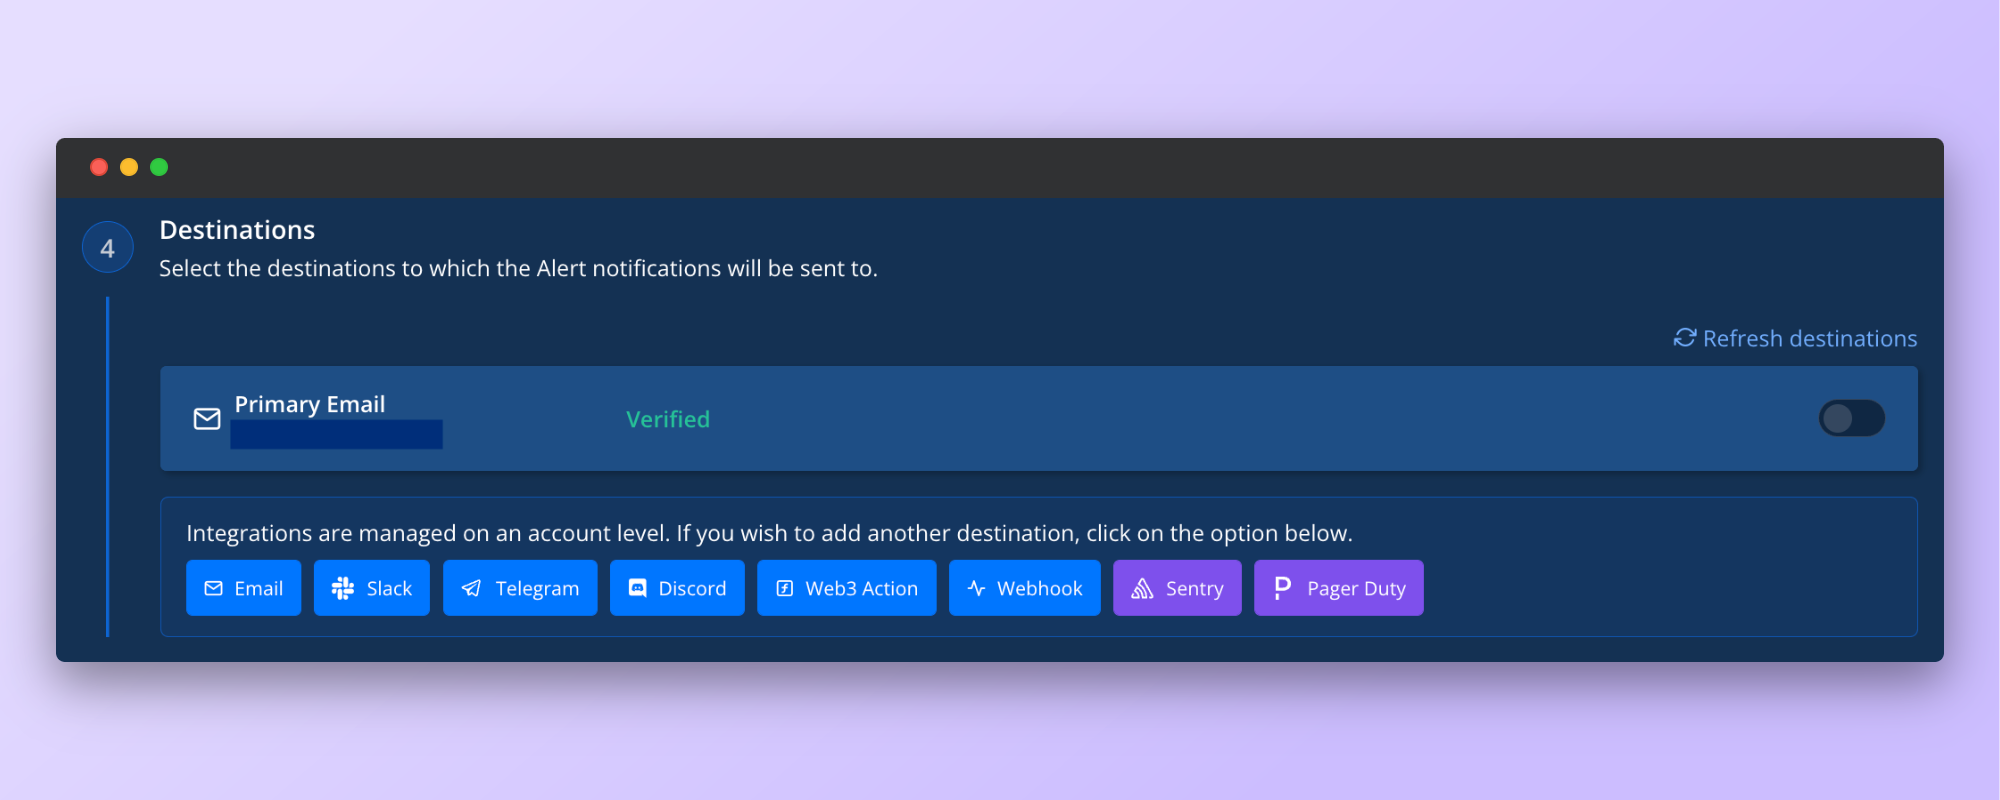 4
Destinations
Select the destinations to which the Alert notifications will be sent to.
Refresh destinations
Primary Email
Verified
Integrations are managed on an account level. If you wish to add another destination, click on the option below.
Email Slack Telegram Discord Web3 Action Webhook Sentry Pager Duty